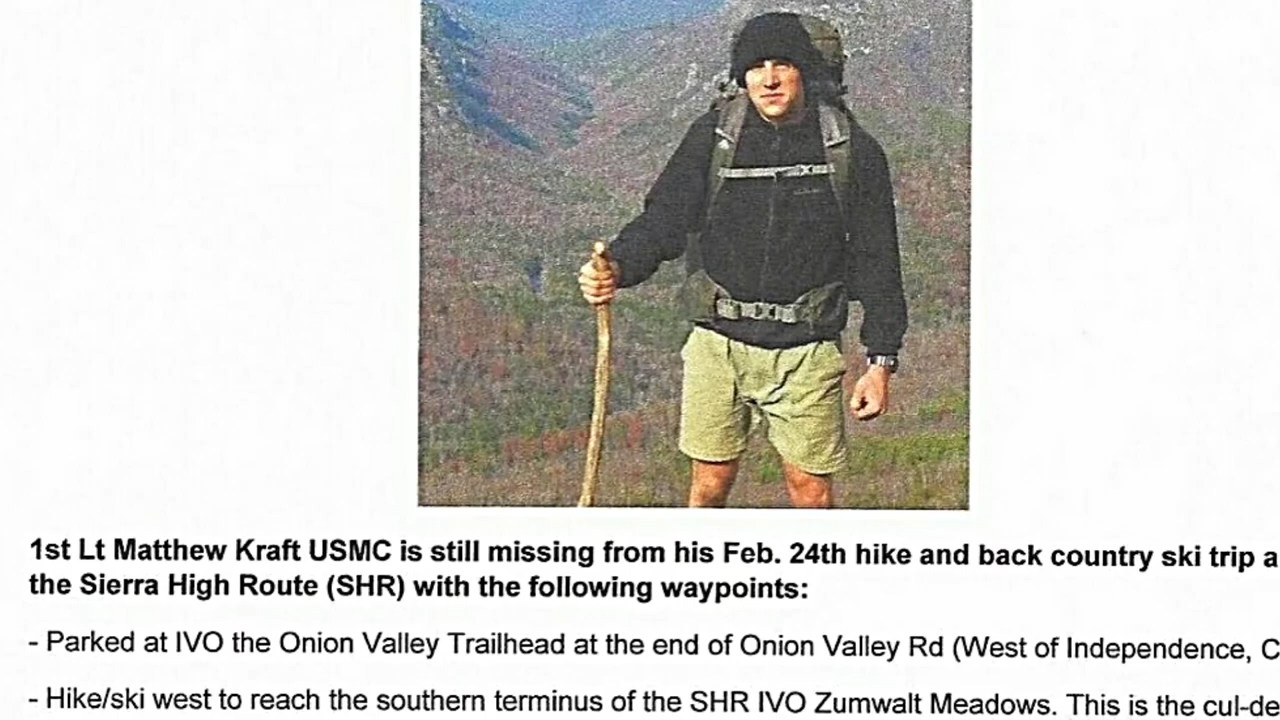 1st Lt Matthew Kraft USMC is still missing from his Feb. 24th hike and back country ski trip a
the Sierra High Route (SHR) with the following waypoints:
- Parked at IVO the Onion Valley Trailhead at the end of Onion Valley Rd (West of Independence, C
- Hike/ski west to reach the southern terminus of the SHR IVO Zumwalt Meadows. This is the cul-de